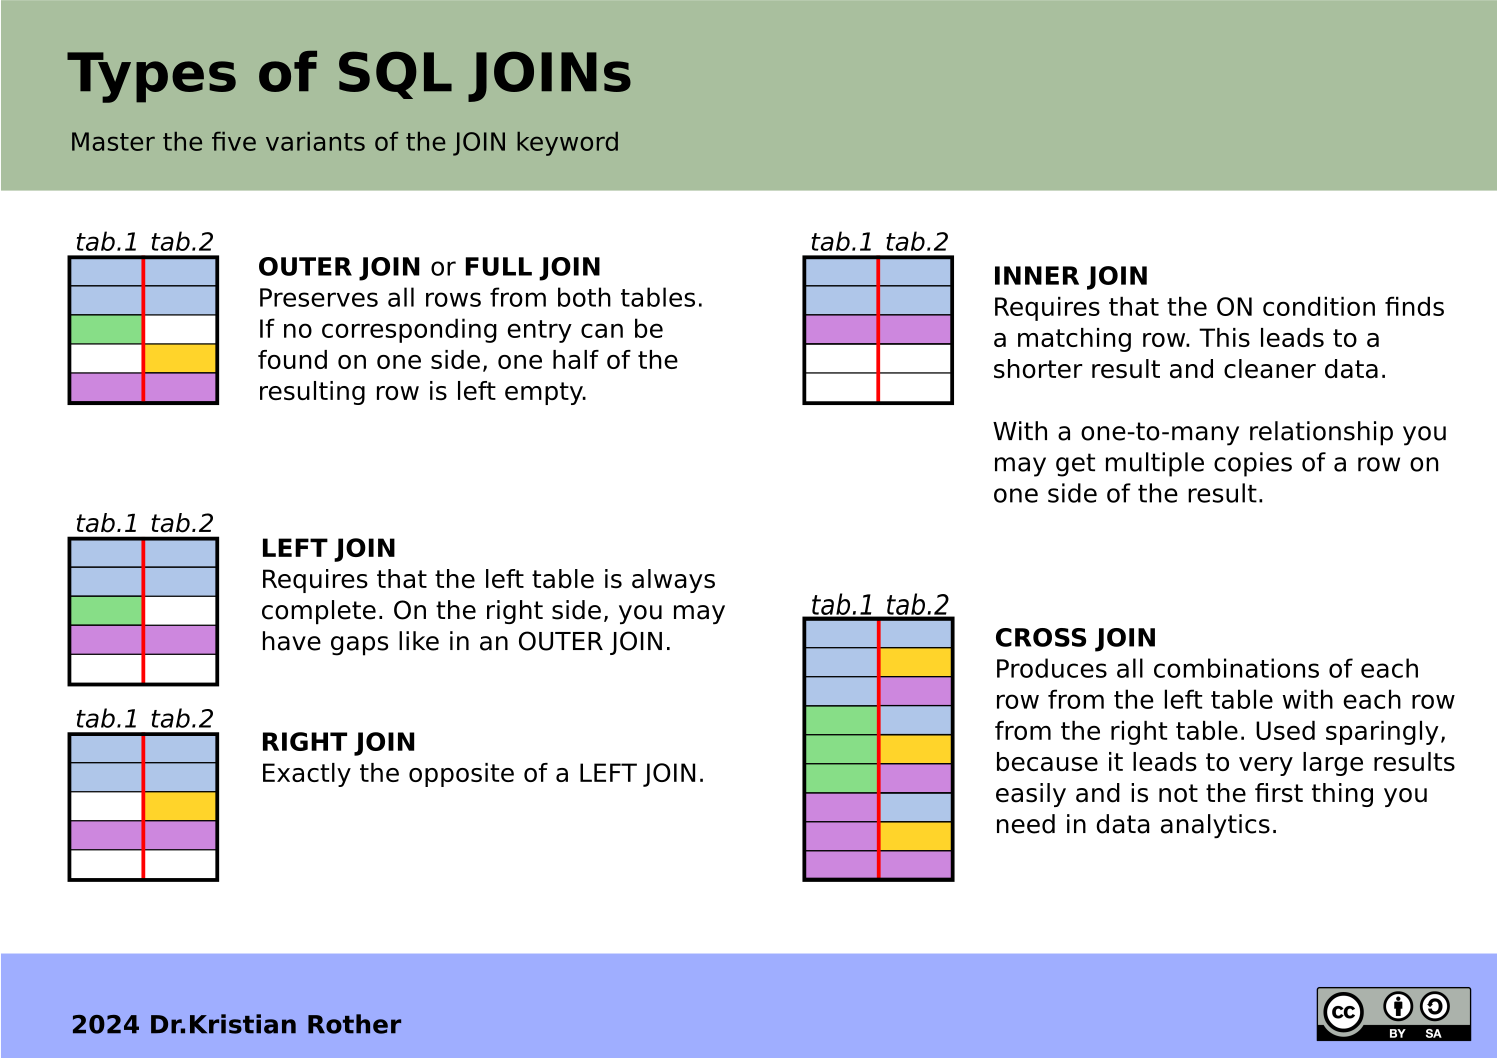 Types of SQL JOINs
Master the five variants of the JOIN keyword
tab.1 tab.2
OUTER JOIN or FULL JOIN
Preserves all rows from both tables.
If no corresponding entry can be
found on one side, one half of the
resulting row is left empty.
tab.1 tab.2
LEFT JOIN
Requires that the left table is always
complete. On the right side, you may
have gaps like in an OUTER JOIN.
tab.1 tab.2
RIGHT JOIN
Exactly the opposite of a LEFT JOIN.
tab.1 tab.2
INNER JOIN
Requires that the ON condition finds
a matching row. This leads to a
shorter result and cleaner data.
With a one-to-many relationship you
may get multiple copies of a row on
one side of the result.
tab.1 tab.2
CROSS JOIN
Produces all combinations of each
row from the left table with each row
from the right table. Used sparingly,
because it leads to very large results
easily and is not the first thing you
need in data analytics.
2024 Dr.Kristian Rother
cc
BY SA